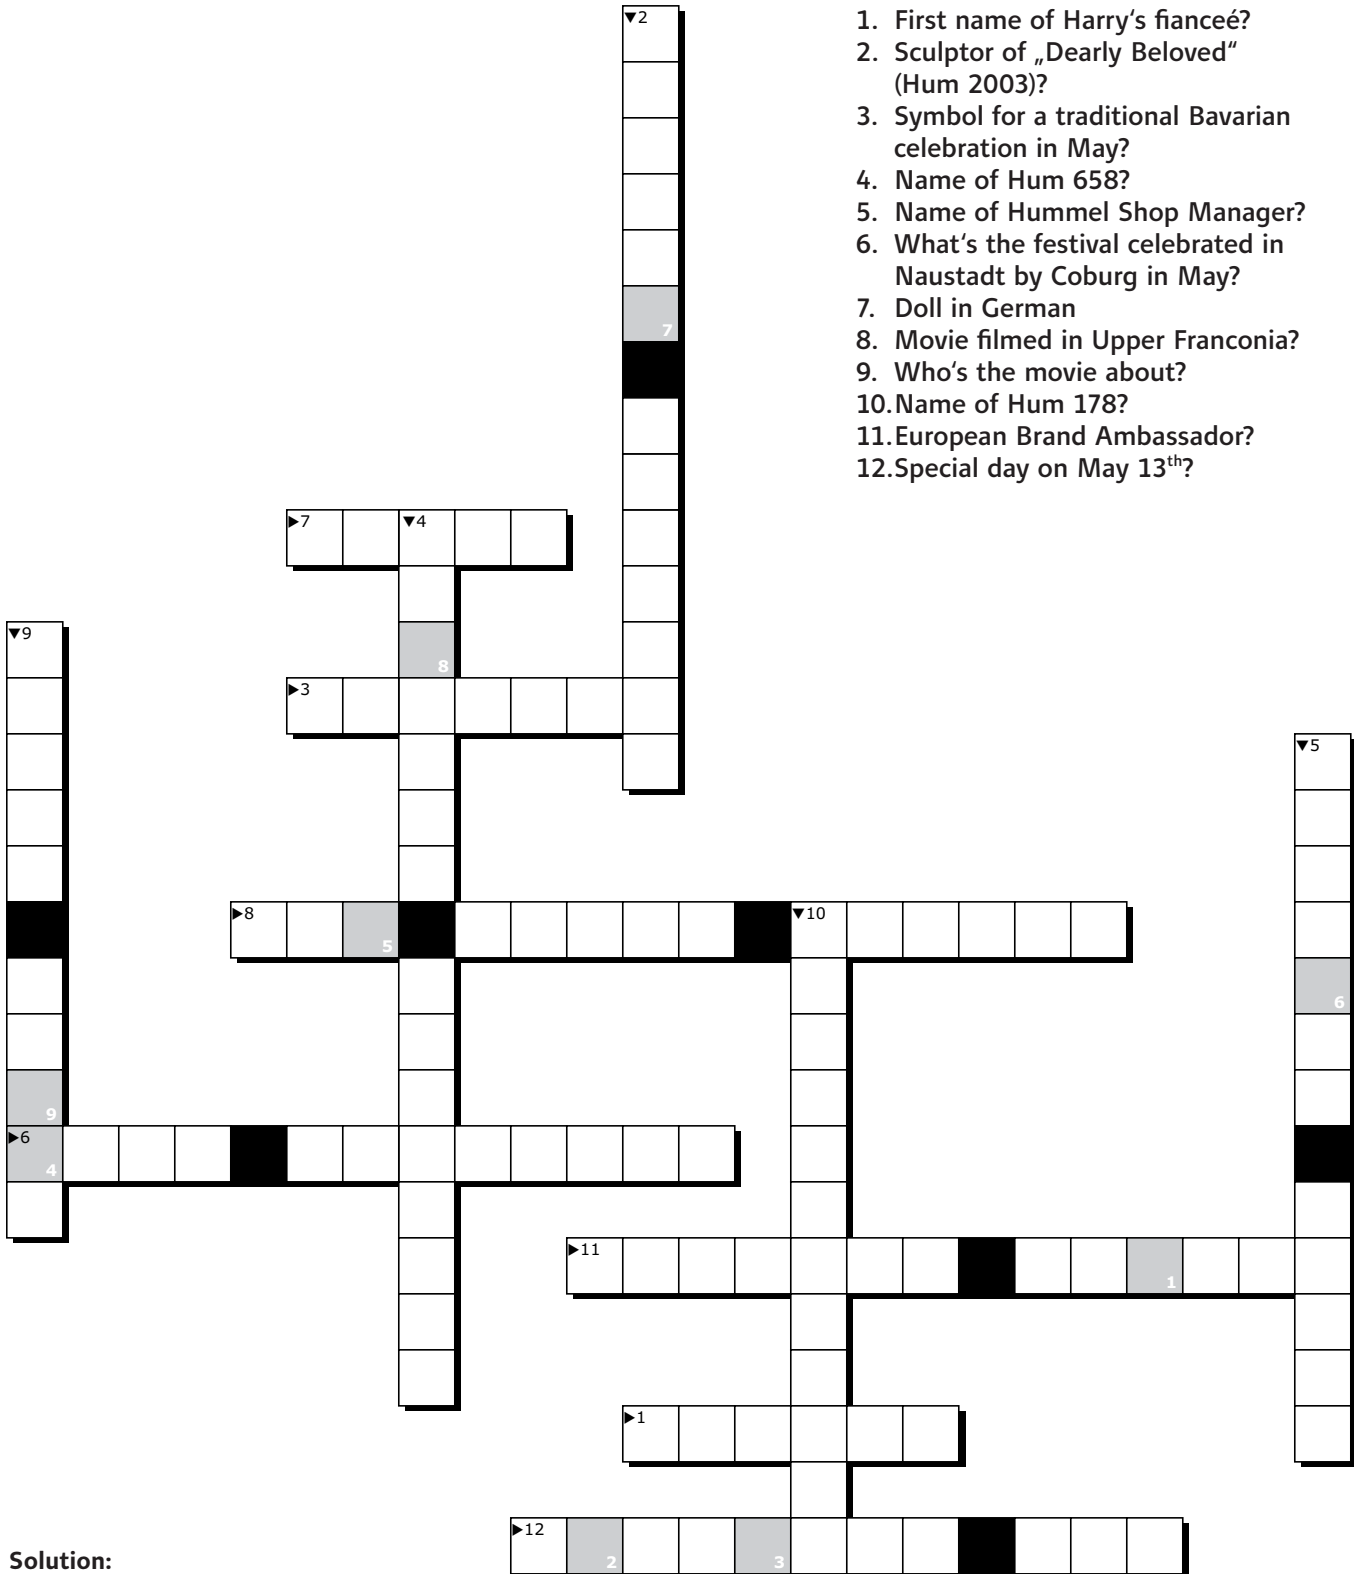 1. First name of Harry‘s fianceé?
2. Sculptor of „Dearly Beloved“
(Hum 2003)?
3. Symbol for a traditional Bavarian
celebration in May?
4. Name of Hum 658?
5. Name of Hummel Shop Manager?
6. What‘s the festival celebrated in
Naustadt by Coburg in May?
7. Doll in German
8. Movie filmed in Upper Franconia?
9. Who‘s the movie about?
10.Name of Hum 178?
11.European Brand Ambassador?
12.Special day on May 13th?
▼2
7
▶7 ▼4
▼9
8
▶3
▼5
▶8 5 ▼10
6
9
▶6 4
▶11 1
▶1
▶12 2 3
Solution: